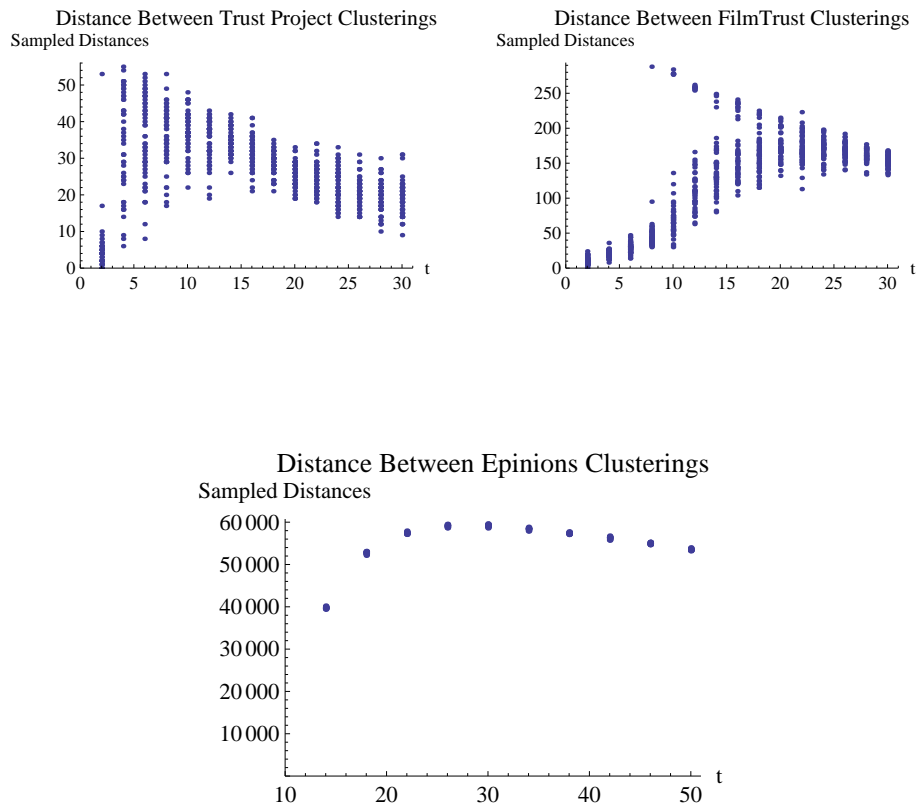 Distance Between Trust Project Clusterings
Sampled Distances
50
40
30
20
10
0
0 5 10 15 20 25 30
t
Distance Between FilmTrust Clusterings
Sampled Distances
250
200
150
100
50
0
0 5 10 15 20 25 30
t
Distance Between Epinions Clusterings
Sampled Distances
60 000
50 000
40 000
30 000
20 000
10 000
10 20 30 40 50
t